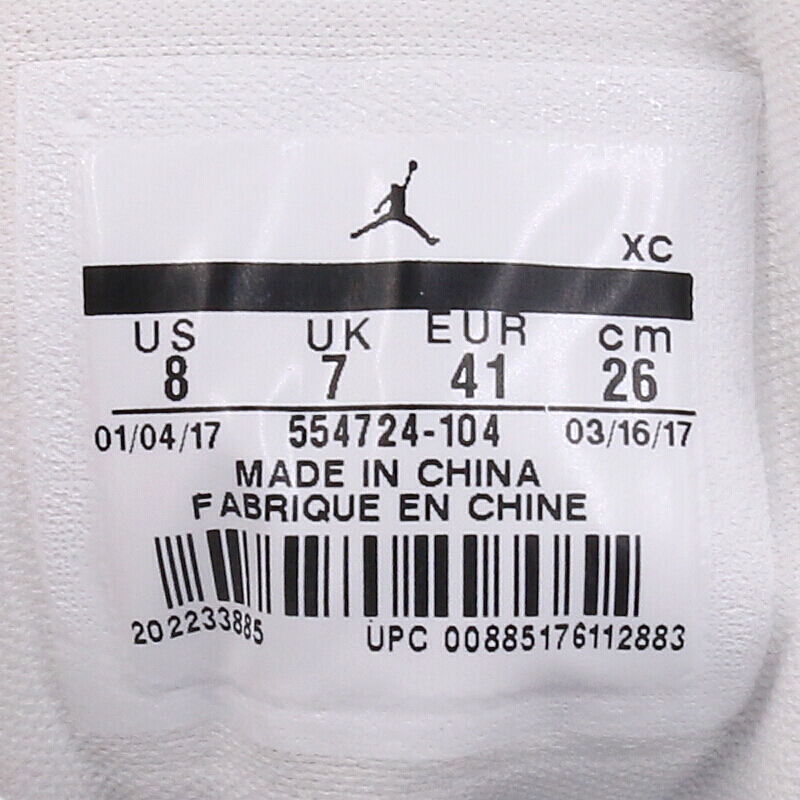 XC
US UK EUR cm
8 7 41 26
01/04/17 554724-104 03/16/17
MADE IN CHINA
FABRIQUE EN CHINE
202233885 UPC 00885176112883